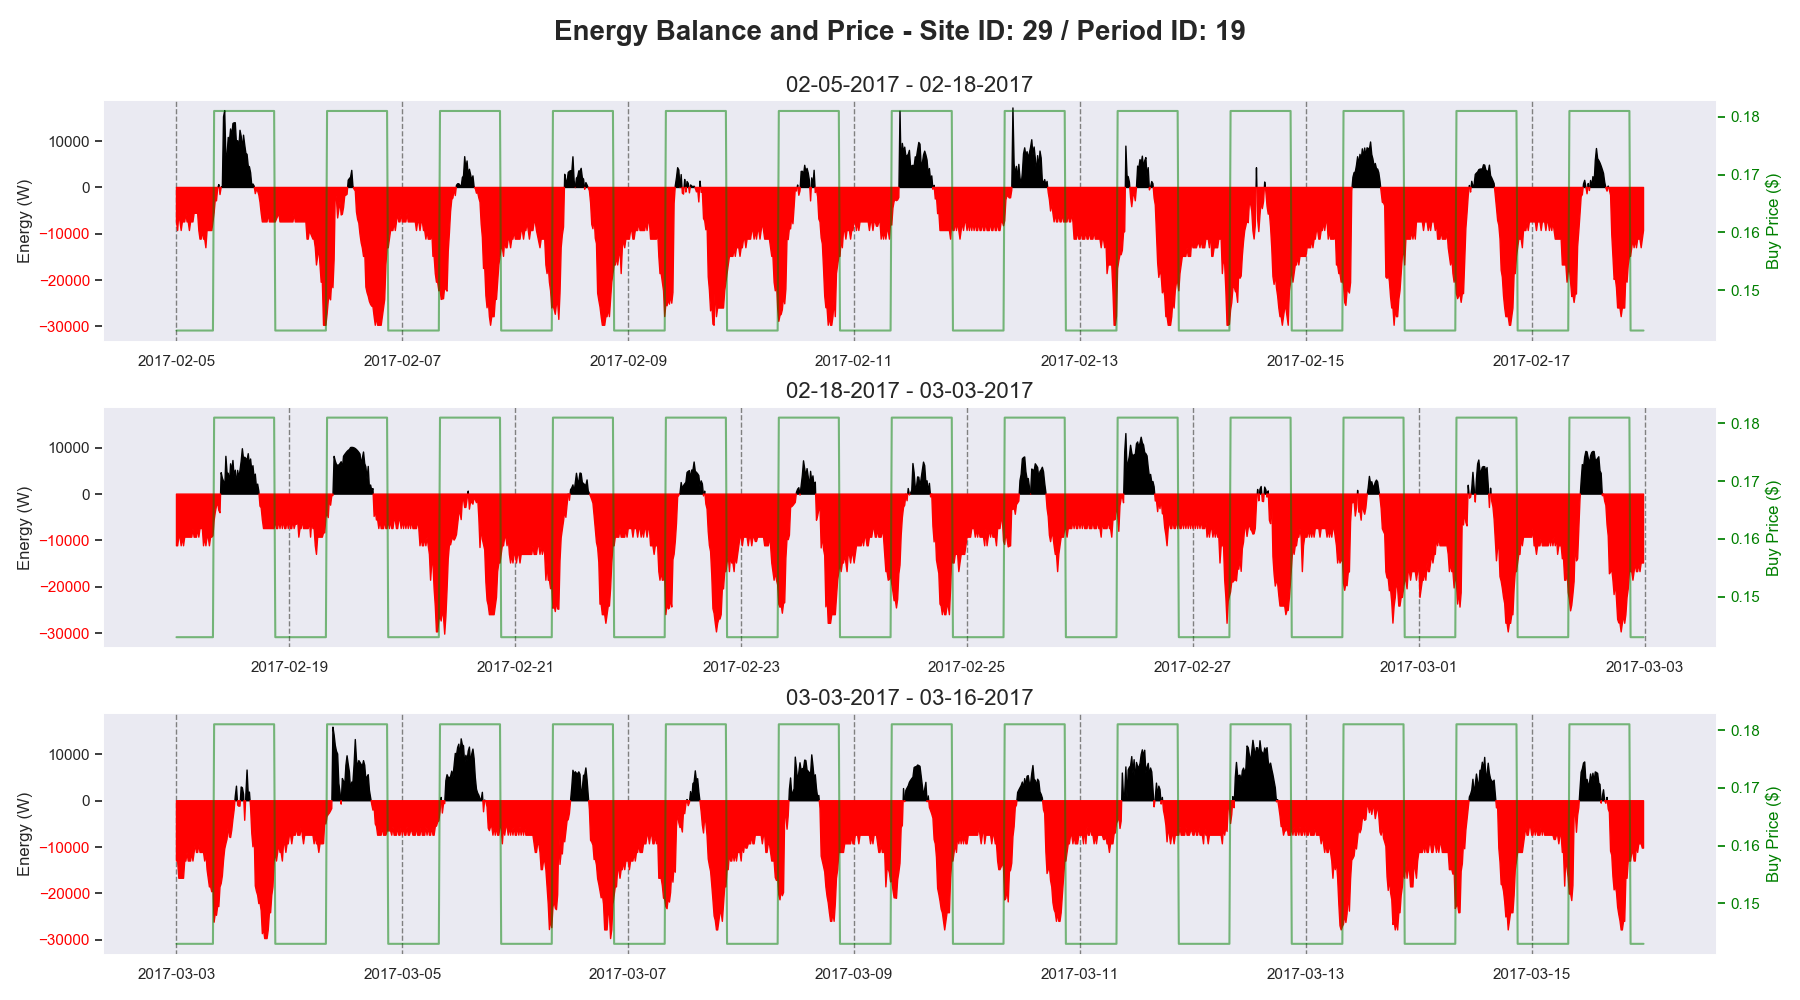 Energy Balance and Price - Site ID: 29 / Period ID: 19
02-05-2017 - 02-18-2017
Energy (W)
10000
0
−10000
−20000
−30000
0.18
0.17
0.16
0.15
Buy Price ($)
2017-02-05 2017-02-07 2017-02-09 2017-02-11 2017-02-13 2017-02-15 2017-02-17
02-18-2017 - 03-03-2017
Energy (W)
10000
0
−10000
−20000
−30000
0.18
0.17
0.16
0.15
Buy Price ($)
2017-02-19 2017-02-21 2017-02-23 2017-02-25 2017-02-27 2017-03-01 2017-03-03
03-03-2017 - 03-16-2017
Energy (W)
10000
0
−10000
−20000
−30000
0.18
0.17
0.16
0.15
Buy Price ($)
2017-03-03 2017-03-05 2017-03-07 2017-03-09 2017-03-11 2017-03-13 2017-03-15